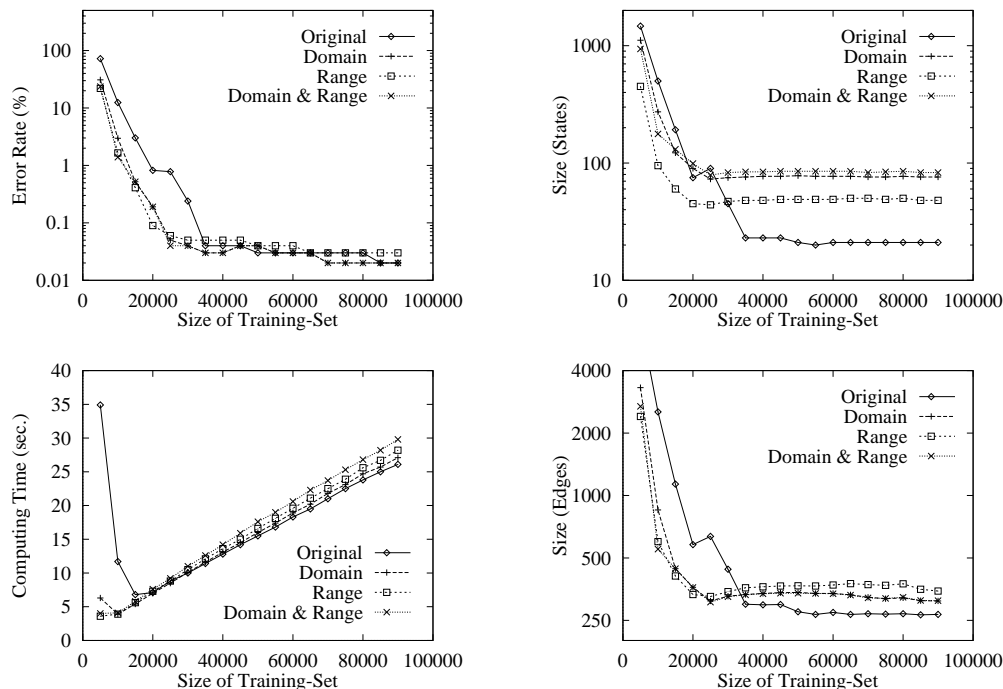 100
10
1
0.1
0.01
0 20000 40000 60000 80000 100000
Error Rate (%)
Size of Training-Set
Original
Domain
Range
Domain & Range
1000
100
10
0 20000 40000 60000 80000 100000
Size (States)
Size of Training-Set
Original
Domain
Range
Domain & Range
40
35
30
25
20
15
10
5
0
0 20000 40000 60000 80000 100000
Computing Time (sec.)
Size of Training-Set
Original
Domain
Range
Domain & Range
4000
2000
1000
500
250
0 20000 40000 60000 80000 100000
Size (Edges)
Size of Training-Set
Original
Domain
Range
Domain & Range